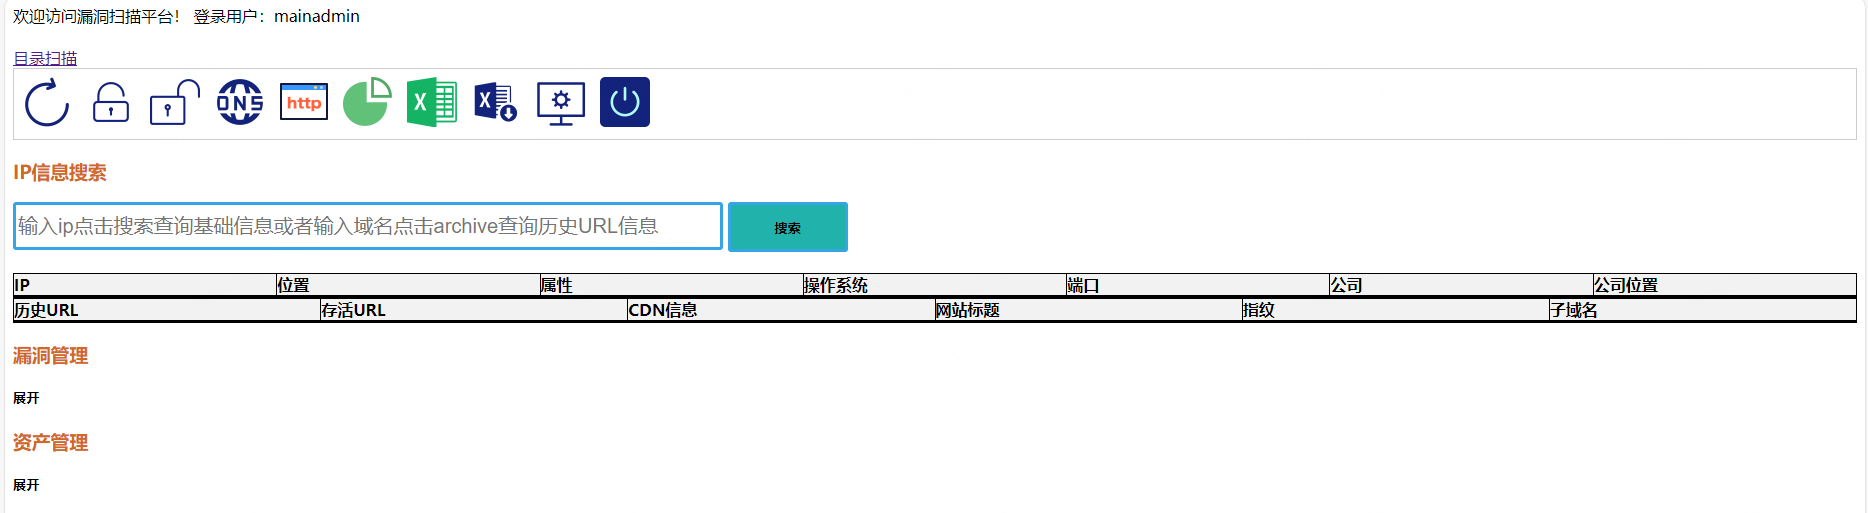 欢迎访问漏洞扫描平台！ 登录用户：mainadmin
目录扫描
DNS http X X
IP信息搜索
输入ip点击搜索查询基础信息或者输入域名点击archive查询历史URL信息 搜索
IP 位置 属性 操作系统 端口 公司 公司位置
历史URL 存活URL CDN信息 网站标题 指纹 子域名
漏洞管理
展开
资产管理
展开